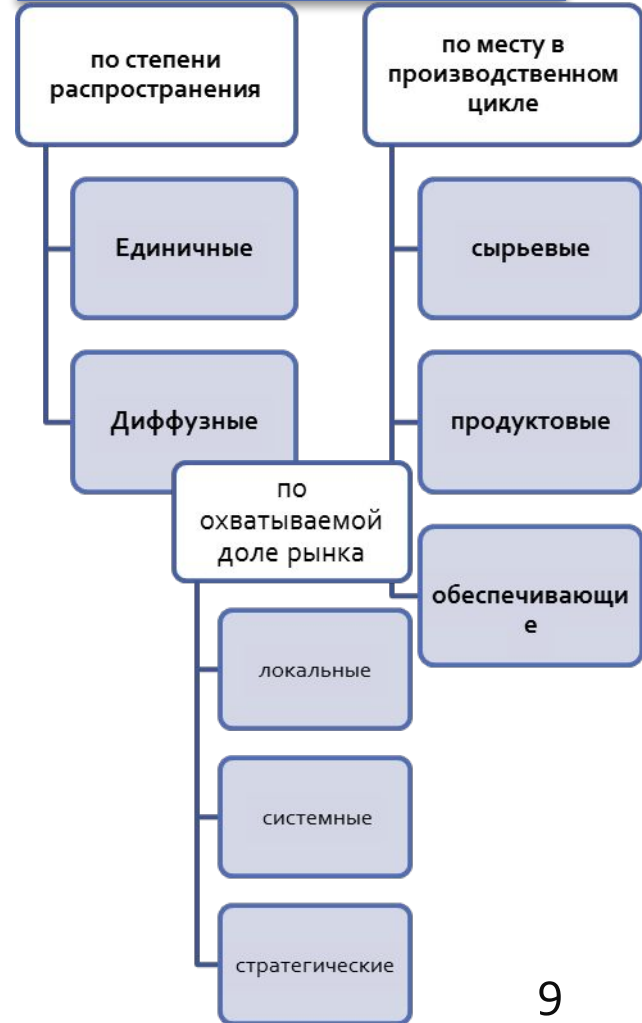 по степени
распространения
Единичные
Диффузные
по месту в
производственном
цикле
сырьевые
продуктовые
обеспечивающи
е
по
охватываемой
доле рынка
локальные
системные
стратегические
9